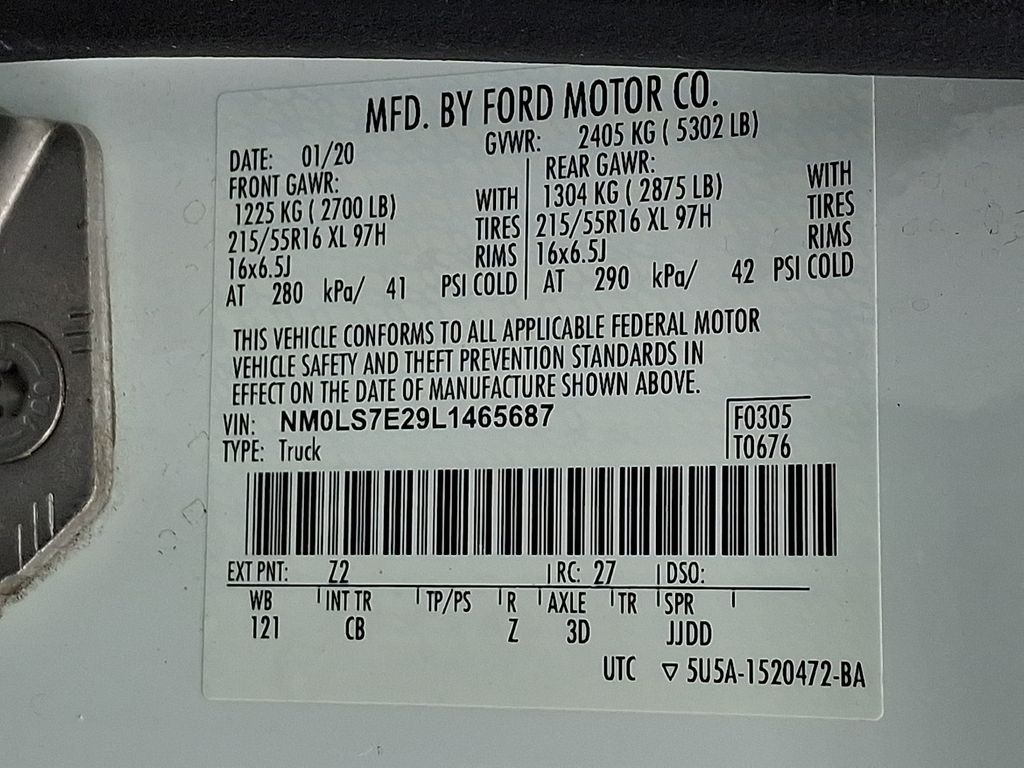 MFD. BY FORD MOTOR CO.
DATE: 01/20 GVWR: 2405 KG ( 5302 LB)
FRONT GAWR: REAR GAWR:
1225 KG ( 2700 LB) WITH 1304 KG ( 2875 LB) WITH
215/55R16 XL 97H TIRES 215/55R16 XL 97H TIRES
16x6.5J RIMS 16x6.5J RIMS
AT 280 kPa/ 41 PSI COLD AT 290 kPa/ 42 PSI COLD
THIS VEHICLE CONFORMS TO ALL APPLICABLE FEDERAL MOTOR
VEHICLE SAFETY AND THEFT PREVENTION STANDARDS IN
EFFECT ON THE DATE OF MANUFACTURE SHOWN ABOVE.
VIN: NM0LS7E29L1465687 F0305
TYPE: Truck T0676
EXT PNT: Z2 RC: 27 DSO:
WB INT TR TP/PS R AXLE TR SPR
121 CB Z 3D JJDD
UTC ▽ 5U5A-1520472-BA